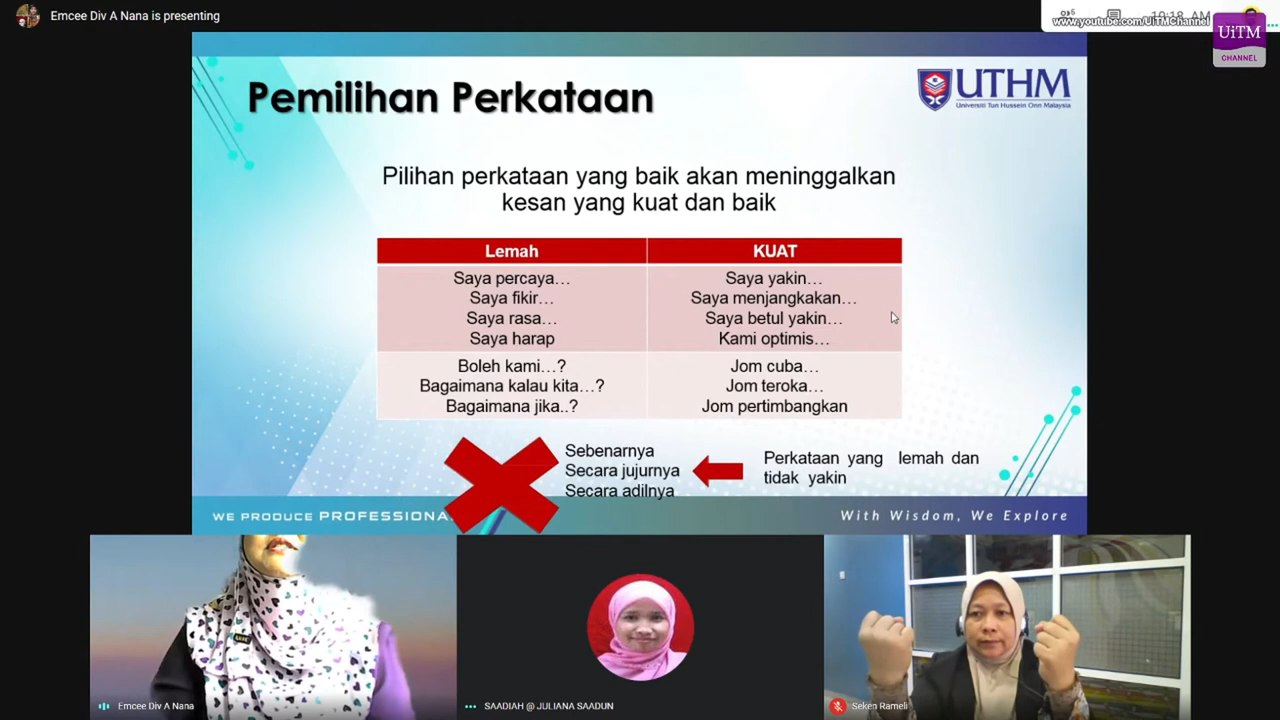 Emcee Div A Nana is presenting
www.youtube.com/UiTMChannel
UiTM
CHANNEL
Pemilihan Perkataan
UTHM
Universiti Tun Hussein Onn Malaysia
Pilihan perkataan yang baik akan meninggalkan
kesan yang kuat dan baik
Lemah
KUAT
Saya percaya…
Saya fikir…
Saya rasa…
Saya harap
Saya yakin…
Saya menjangkakan…
Saya betul yakin…
Kami optimis…
Boleh kami…?
Bagaimana kalau kita…?
Bagaimana jika..?
Jom cuba…
Jom teroka…
Jom pertimbangkan
Sebenarnya
Secara jujurnya
Secara adilnya
Perkataan yang lemah dan
tidak yakin
WE PRODUCE PROFESSIONA
With Wisdom, We Explore
Emcee Div A Nana
SAADIAH @ JULIANA SAADUN
Seken Rameli